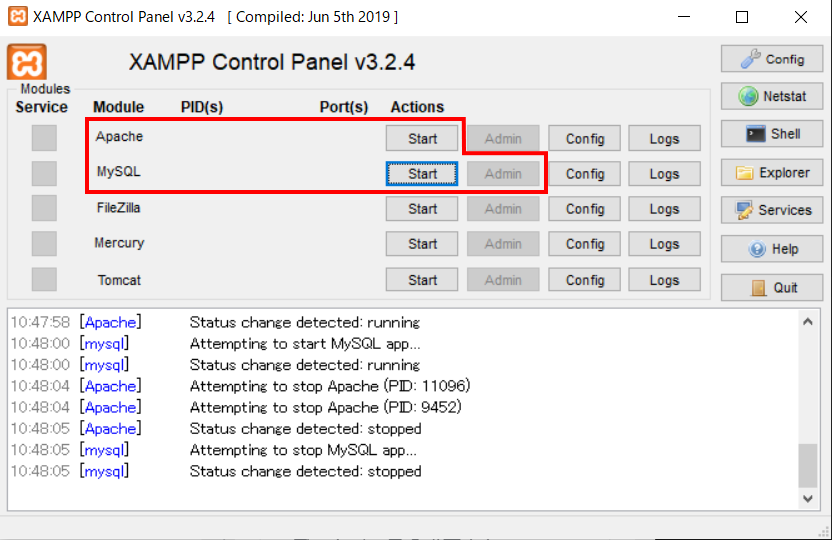 XAMPP Control Panel v3.2.4 [ Compiled: Jun 5th 2019 ]
XAMPP Control Panel v3.2.4
Config
Modules
Service Module PID(s) Port(s) Actions
Netstat
Apache Start Admin Config Logs
Shell
MySQL Start Admin Config Logs
Explorer
FileZilla Start Admin Config Logs
Services
Mercury Start Admin Config Logs
Help
Tomcat Start Admin Config Logs
Quit
10:47:58 [Apache] Status change detected: running
10:48:00 [mysql] Attempting to start MySQL app...
10:48:00 [mysql] Status change detected: running
10:48:04 [Apache] Attempting to stop Apache (PID: 11096)
10:48:04 [Apache] Attempting to stop Apache (PID: 9452)
10:48:05 [Apache] Status change detected: stopped
10:48:05 [mysql] Attempting to stop MySQL app...
10:48:05 [mysql] Status change detected: stopped